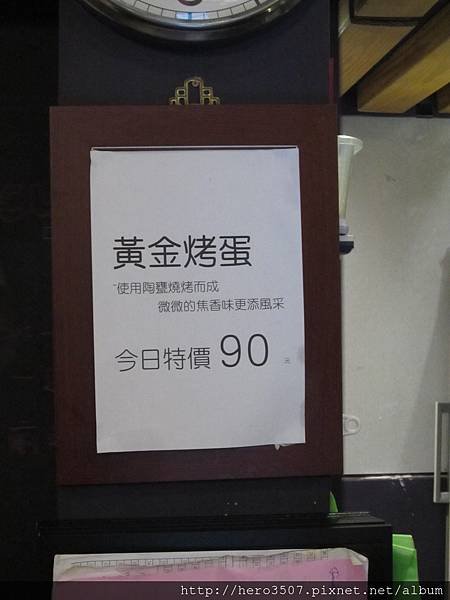 黃金烤蛋
"使用陶甕燒烤而成
微微的焦香味更添風采
今日特價 90 元
http://hero3507.pixnet.net/album